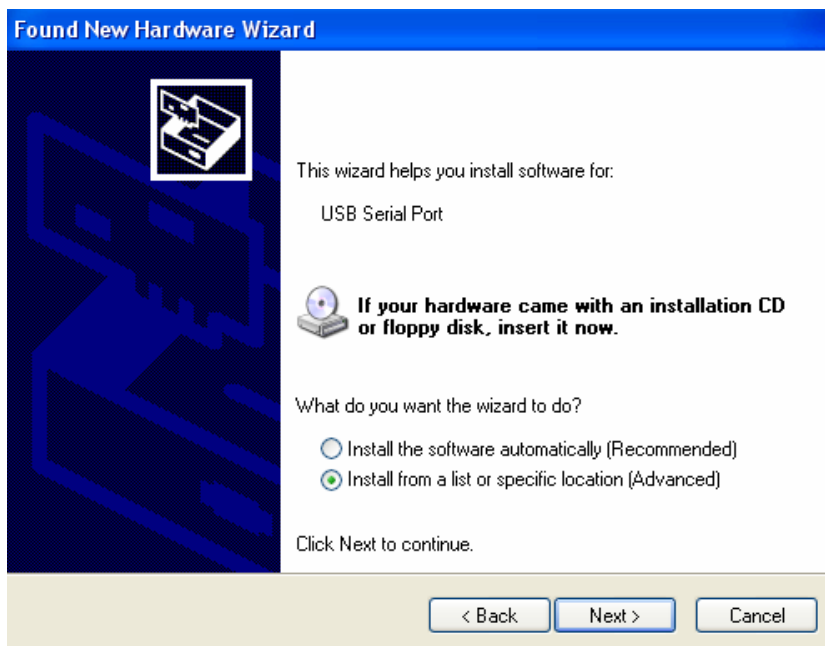 Found New Hardware Wizard
This wizard helps you install software for:
USB Serial Port
If your hardware came with an installation CD
or floppy disk, insert it now.
What do you want the wizard to do?
Install the software automatically (Recommended)
Install from a list or specific location (Advanced)
Click Next to continue.
< Back Next > Cancel